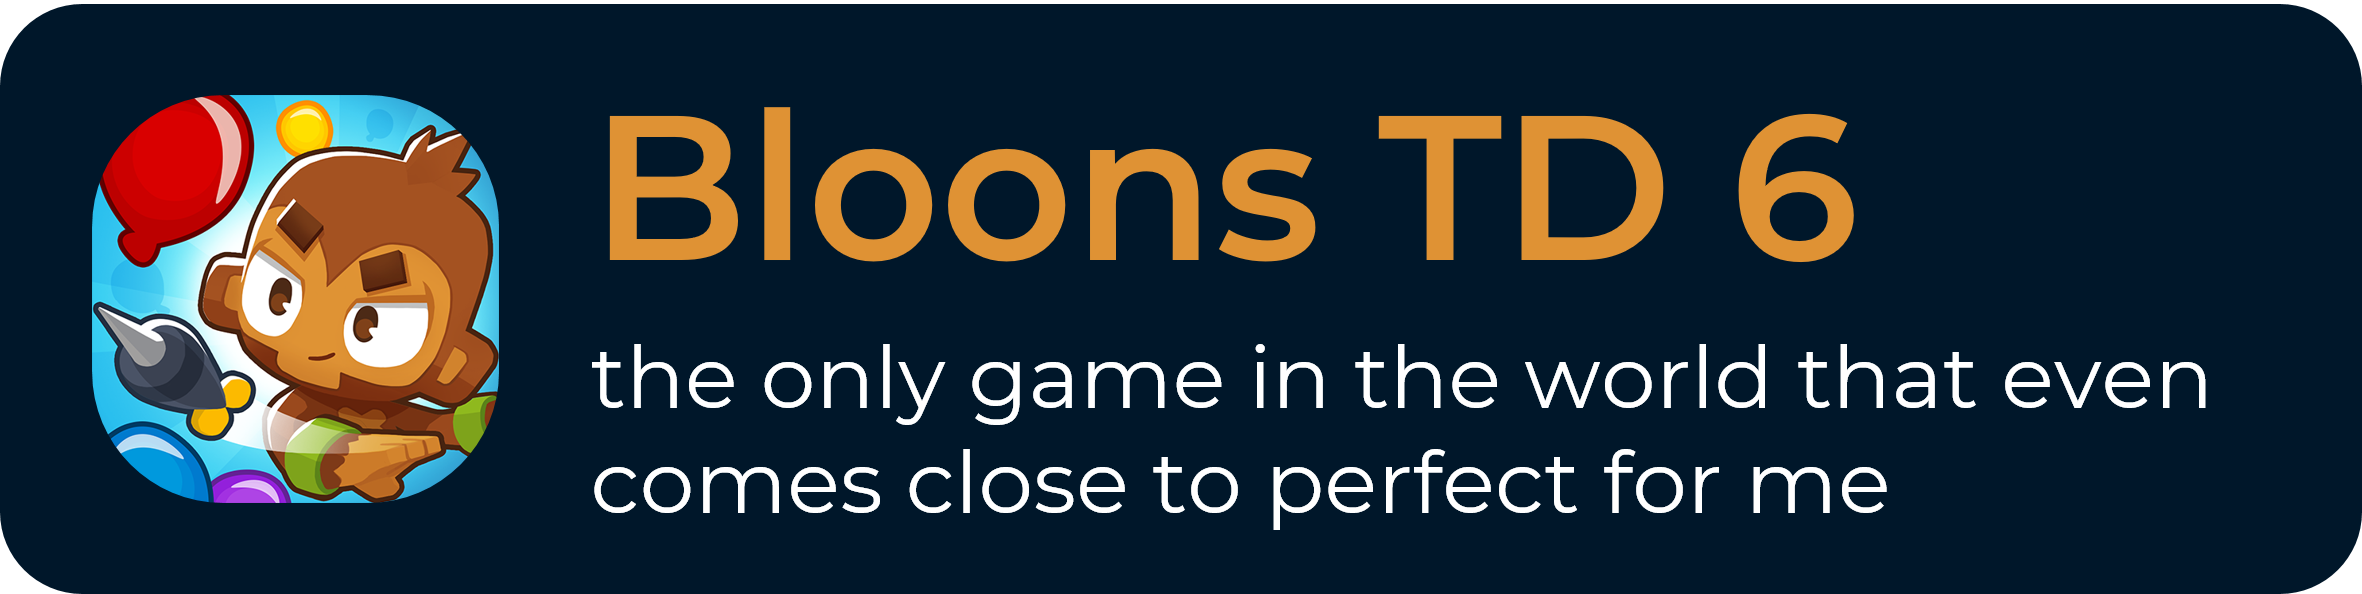 Bloons TD 6
the only game in the world that even
comes close to perfect for me